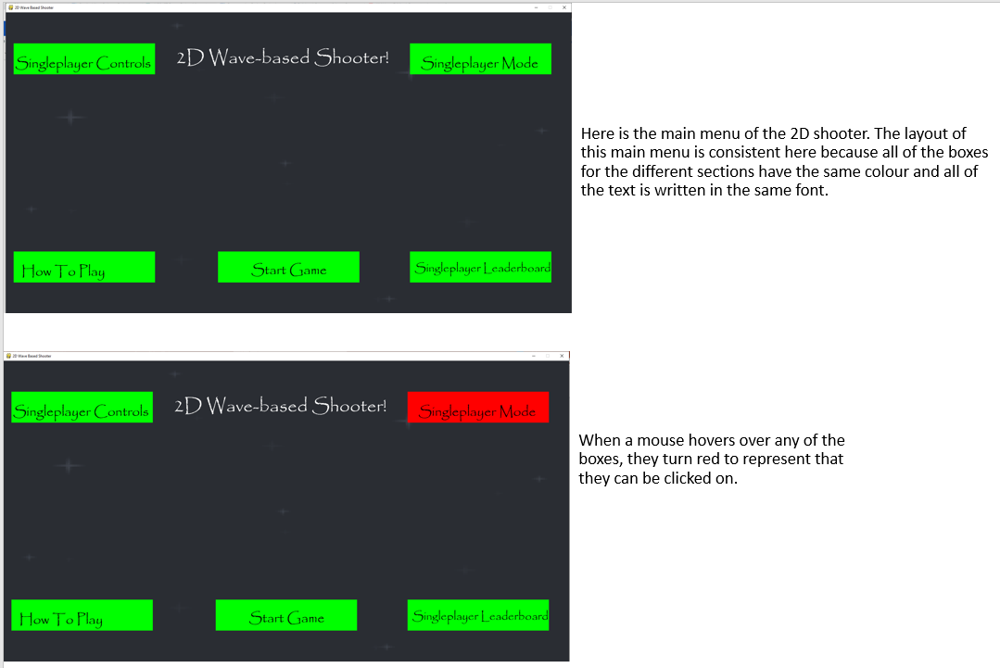 2D Wave Based Shooter
Singleplayer Controls
2D Wave-based Shooter!
Singleplayer Mode
How To Play
Start Game
Singleplayer Leaderboard
Here is the main menu of the 2D shooter. The layout of
this main menu is consistent here because all of the boxes
for the different sections have the same colour and all of
the text is written in the same font.
2D Wave Based Shooter
Singleplayer Controls
2D Wave-based Shooter!
Singleplayer Mode
How To Play
Start Game
Singleplayer Leaderboard
When a mouse hovers over any of the
boxes, they turn red to represent that
they can be clicked on.